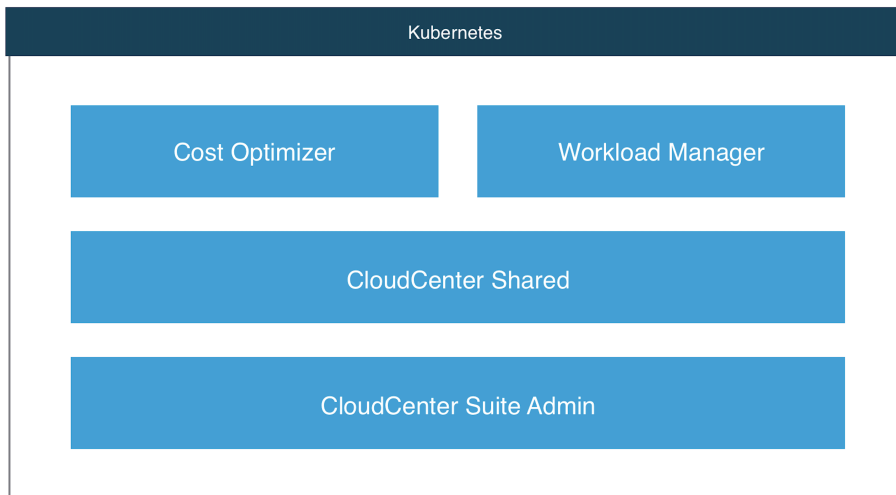 Kubernetes
Cost Optimizer
Workload Manager
CloudCenter Shared
CloudCenter Suite Admin